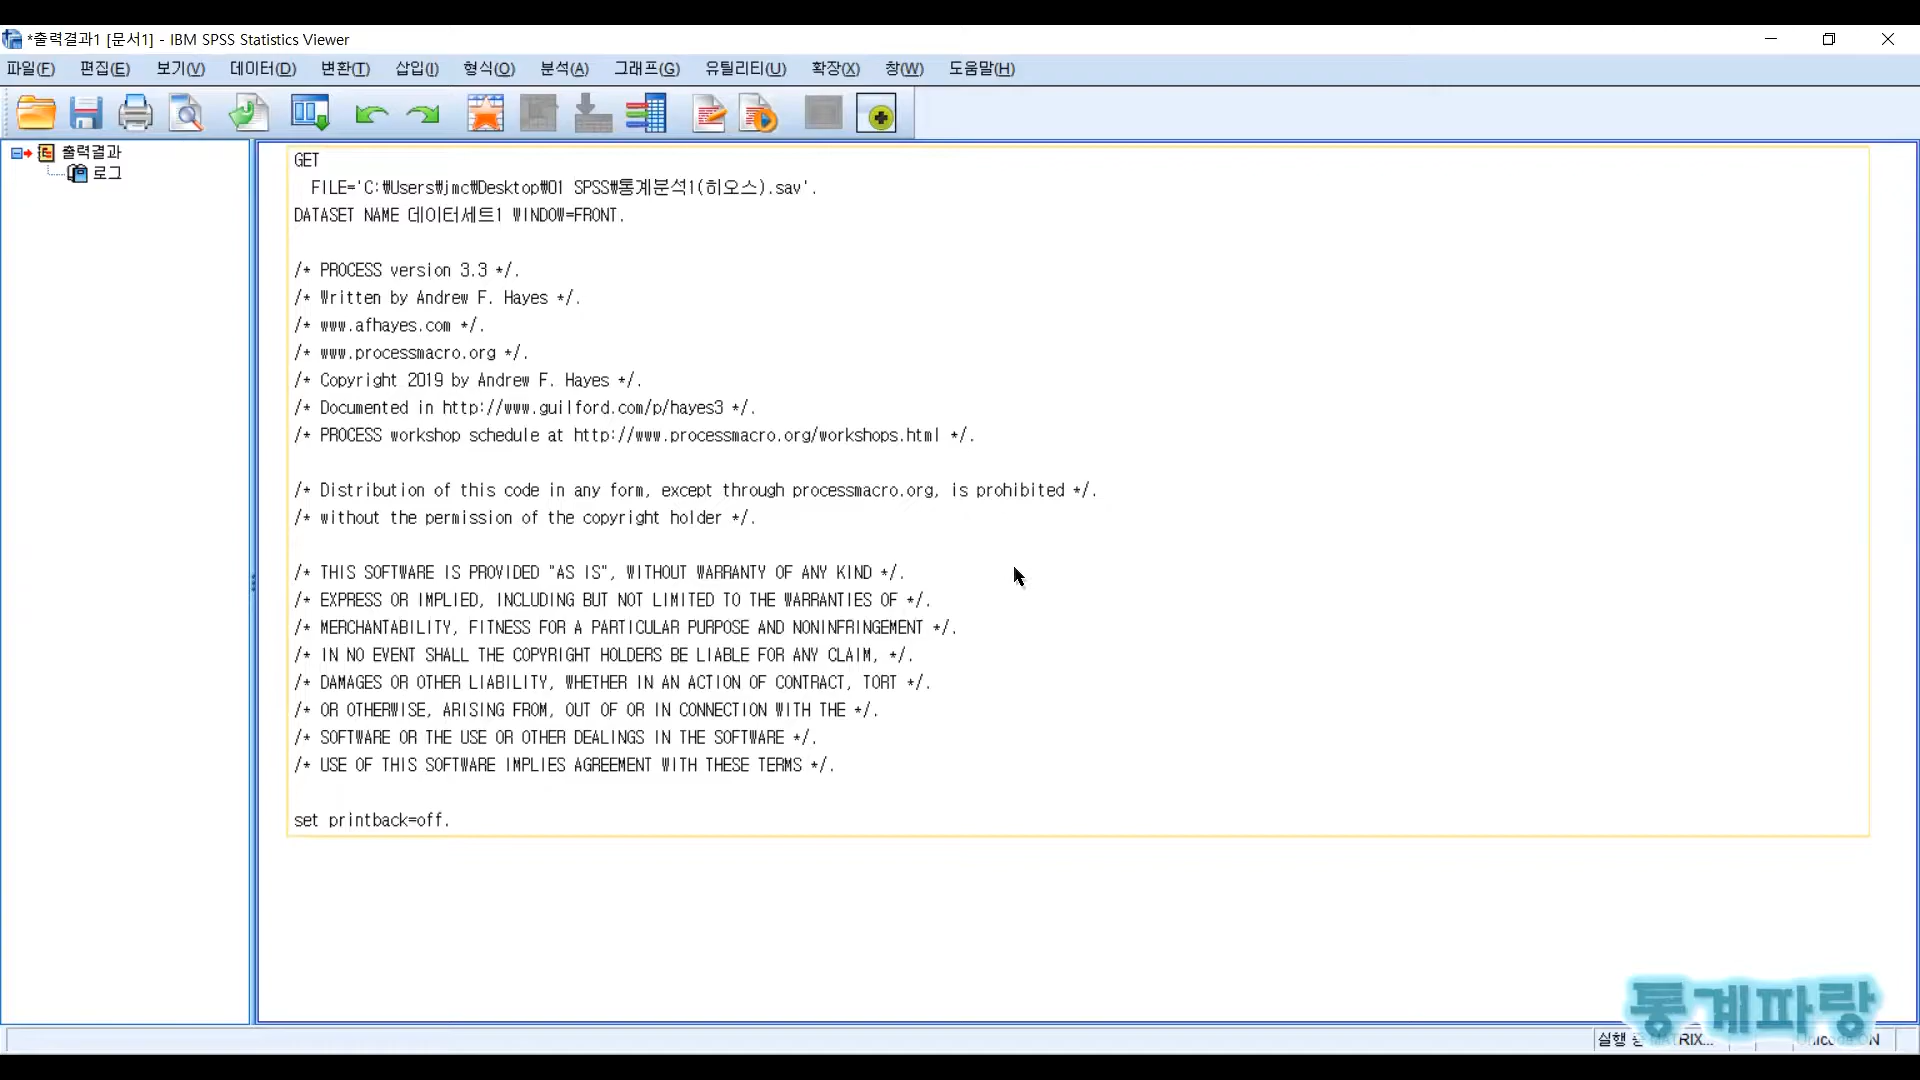 *출력결과1 [문서1] - IBM SPSS Statistics Viewer
파일(F) 편집(E) 보기(V) 데이터(D) 변환(T) 삽입(I) 형식(O) 분석(A) 그래프(G) 유틸리티(U) 확장(X) 창(W) 도움말(H)
출력결과
로그
GET
FILE='C:₩Users₩jmc₩Desktop₩01 SPSS₩통계분석1(히오스).sav'.
DATASET NAME 데이터세트1 WINDOW=FRONT.
/* PROCESS version 3.3 */.
/* Written by Andrew F. Hayes */.
/* www.afhayes.com */.
/* www.processmacro.org */.
/* Copyright 2019 by Andrew F. Hayes */.
/* Documented in http://www.guilford.com/p/hayes3 */.
/* PROCESS workshop schedule at http://www.processmacro.org/workshops.html */.
/* Distribution of this code in any form, except through processmacro.org, is prohibited */.
/* without the permission of the copyright holder */.
/* THIS SOFTWARE IS PROVIDED "AS IS", WITHOUT WARRANTY OF ANY KIND */.
/* EXPRESS OR IMPLIED, INCLUDING BUT NOT LIMITED TO THE WARRANTIES OF */.
/* MERCHANTABILITY, FITNESS FOR A PARTICULAR PURPOSE AND NONINFRINGEMENT */.
/* IN NO EVENT SHALL THE COPYRIGHT HOLDERS BE LIABLE FOR ANY CLAIM, */.
/* DAMAGES OR OTHER LIABILITY, WHETHER IN AN ACTION OF CONTRACT, TORT */.
/* OR OTHERWISE, ARISING FROM, OUT OF OR IN CONNECTION WITH THE */.
/* SOFTWARE OR THE USE OR OTHER DEALINGS IN THE SOFTWARE */.
/* USE OF THIS SOFTWARE IMPLIES AGREEMENT WITH THESE TERMS */.
set printback=off.
통계파랑
실행 ON